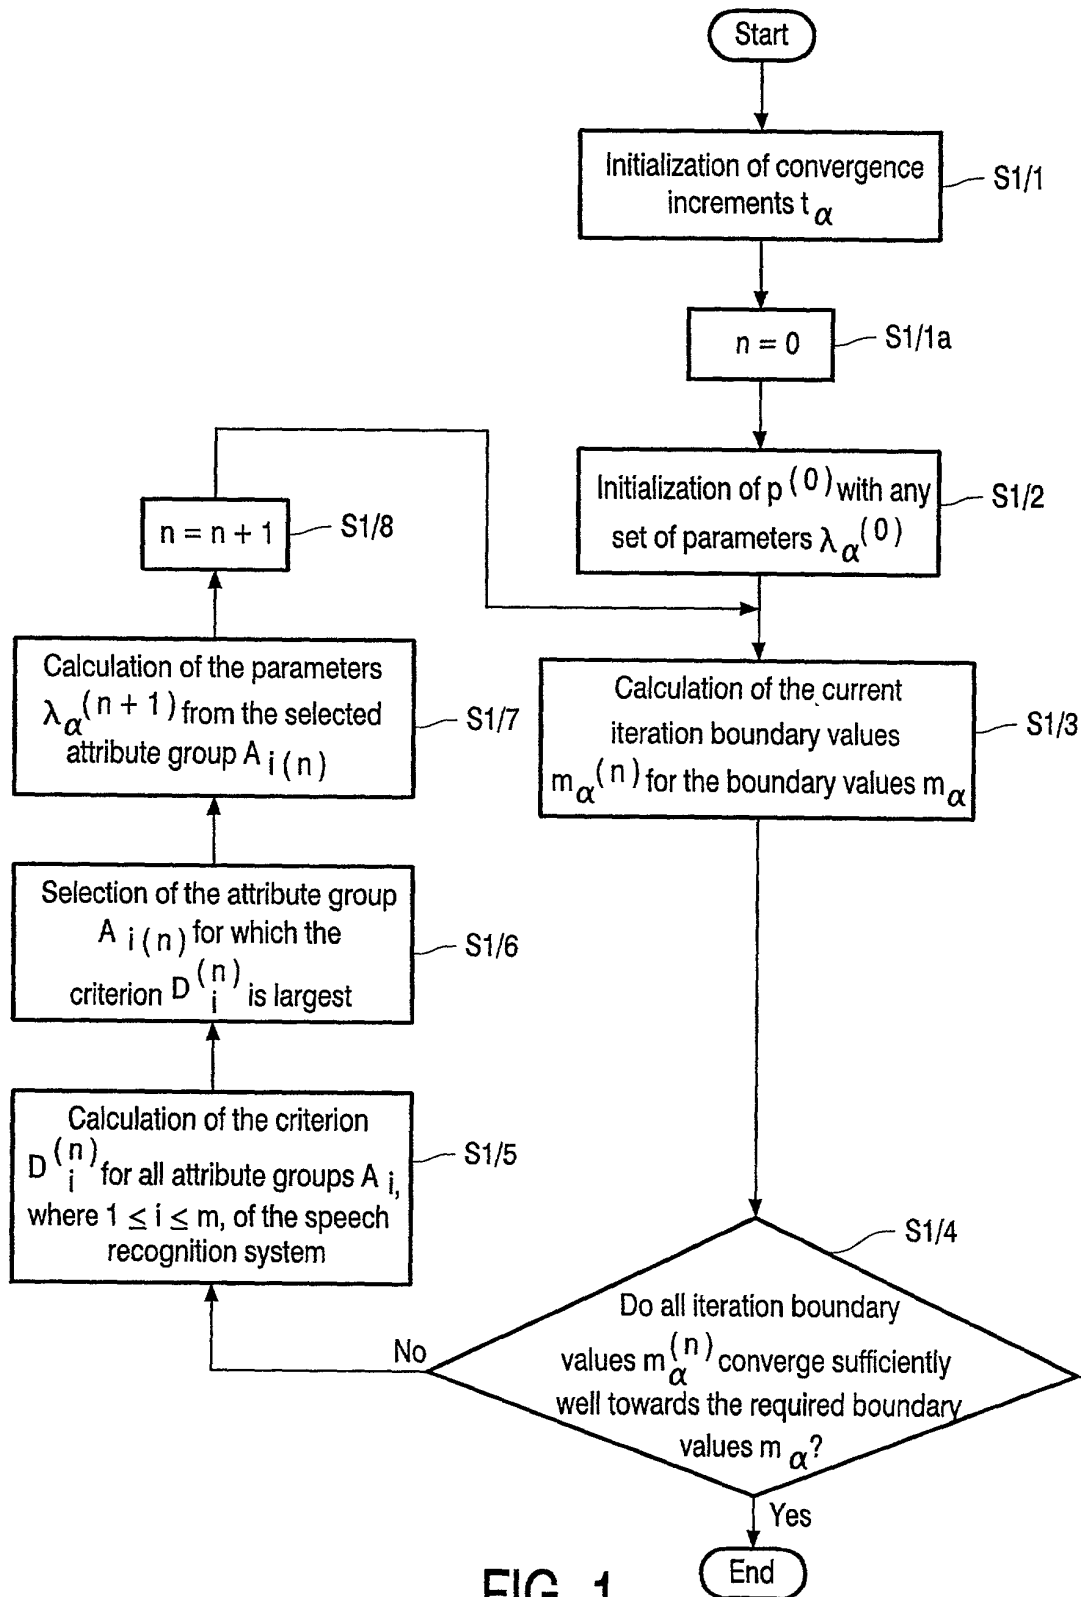 Start
Initialization of convergence
increments t α
S1/1
n = 0
S1/1a
Initialization of p (0) with any
set of parameters λα(0)
S1/2
n = n + 1
S1/8
Calculation of the parameters
λα(n + 1) from the selected
attribute group A i(n)
S1/7
Calculation of the current
iteration boundary values
mα(n) for the boundary values mα
S1/3
Selection of the attribute group
A i(n) for which the
criterion D i(n) is largest
S1/6
Calculation of the criterion
D i(n) for all attribute groups A i,
where 1 ≤ i ≤ m, of the speech
recognition system
S1/5
S1/4
Do all iteration boundary
values mα(n) converge sufficiently
well towards the required boundary
values m α?
No
Yes
End
FIG. 1